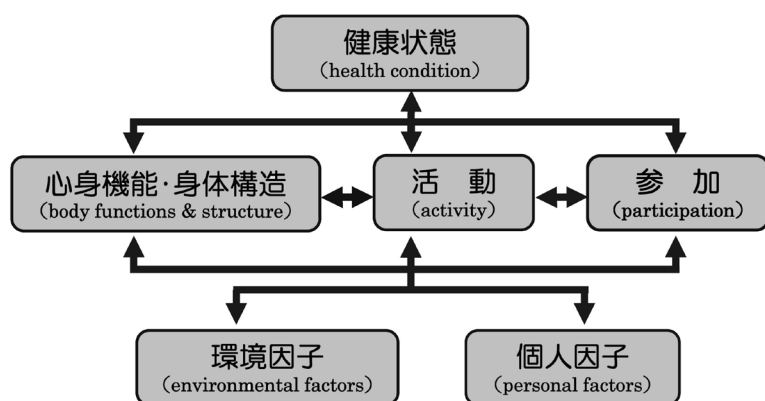 健康状態
（health condition）
心身機能・身体構造
（body functions & structure）
活　動
（activity）
参　加
（participation）
環境因子
（environmental factors）
個人因子
（personal factors）